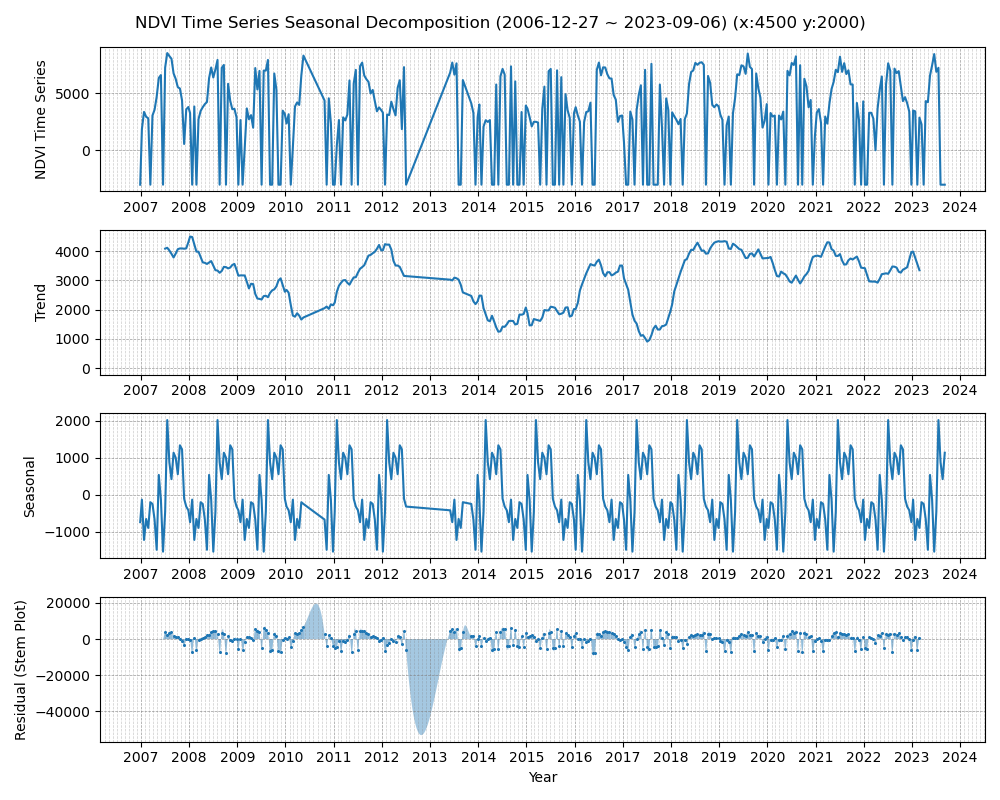 NDVI Time Series Seasonal Decomposition (2006-12-27 ~ 2023-09-06) (x:4500 y:2000)
NDVI Time Series
5000
0
2007 2008 2009 2010 2011 2012 2013 2014 2015 2016 2017 2018 2019 2020 2021 2022 2023 2024
Trend
4000
3000
2000
1000
0
2007 2008 2009 2010 2011 2012 2013 2014 2015 2016 2017 2018 2019 2020 2021 2022 2023 2024
Seasonal
2000
1000
0
−1000
2007 2008 2009 2010 2011 2012 2013 2014 2015 2016 2017 2018 2019 2020 2021 2022 2023 2024
Residual (Stem Plot)
20000
0
−20000
−40000
2007 2008 2009 2010 2011 2012 2013 2014 2015 2016 2017 2018 2019 2020 2021 2022 2023 2024
Year